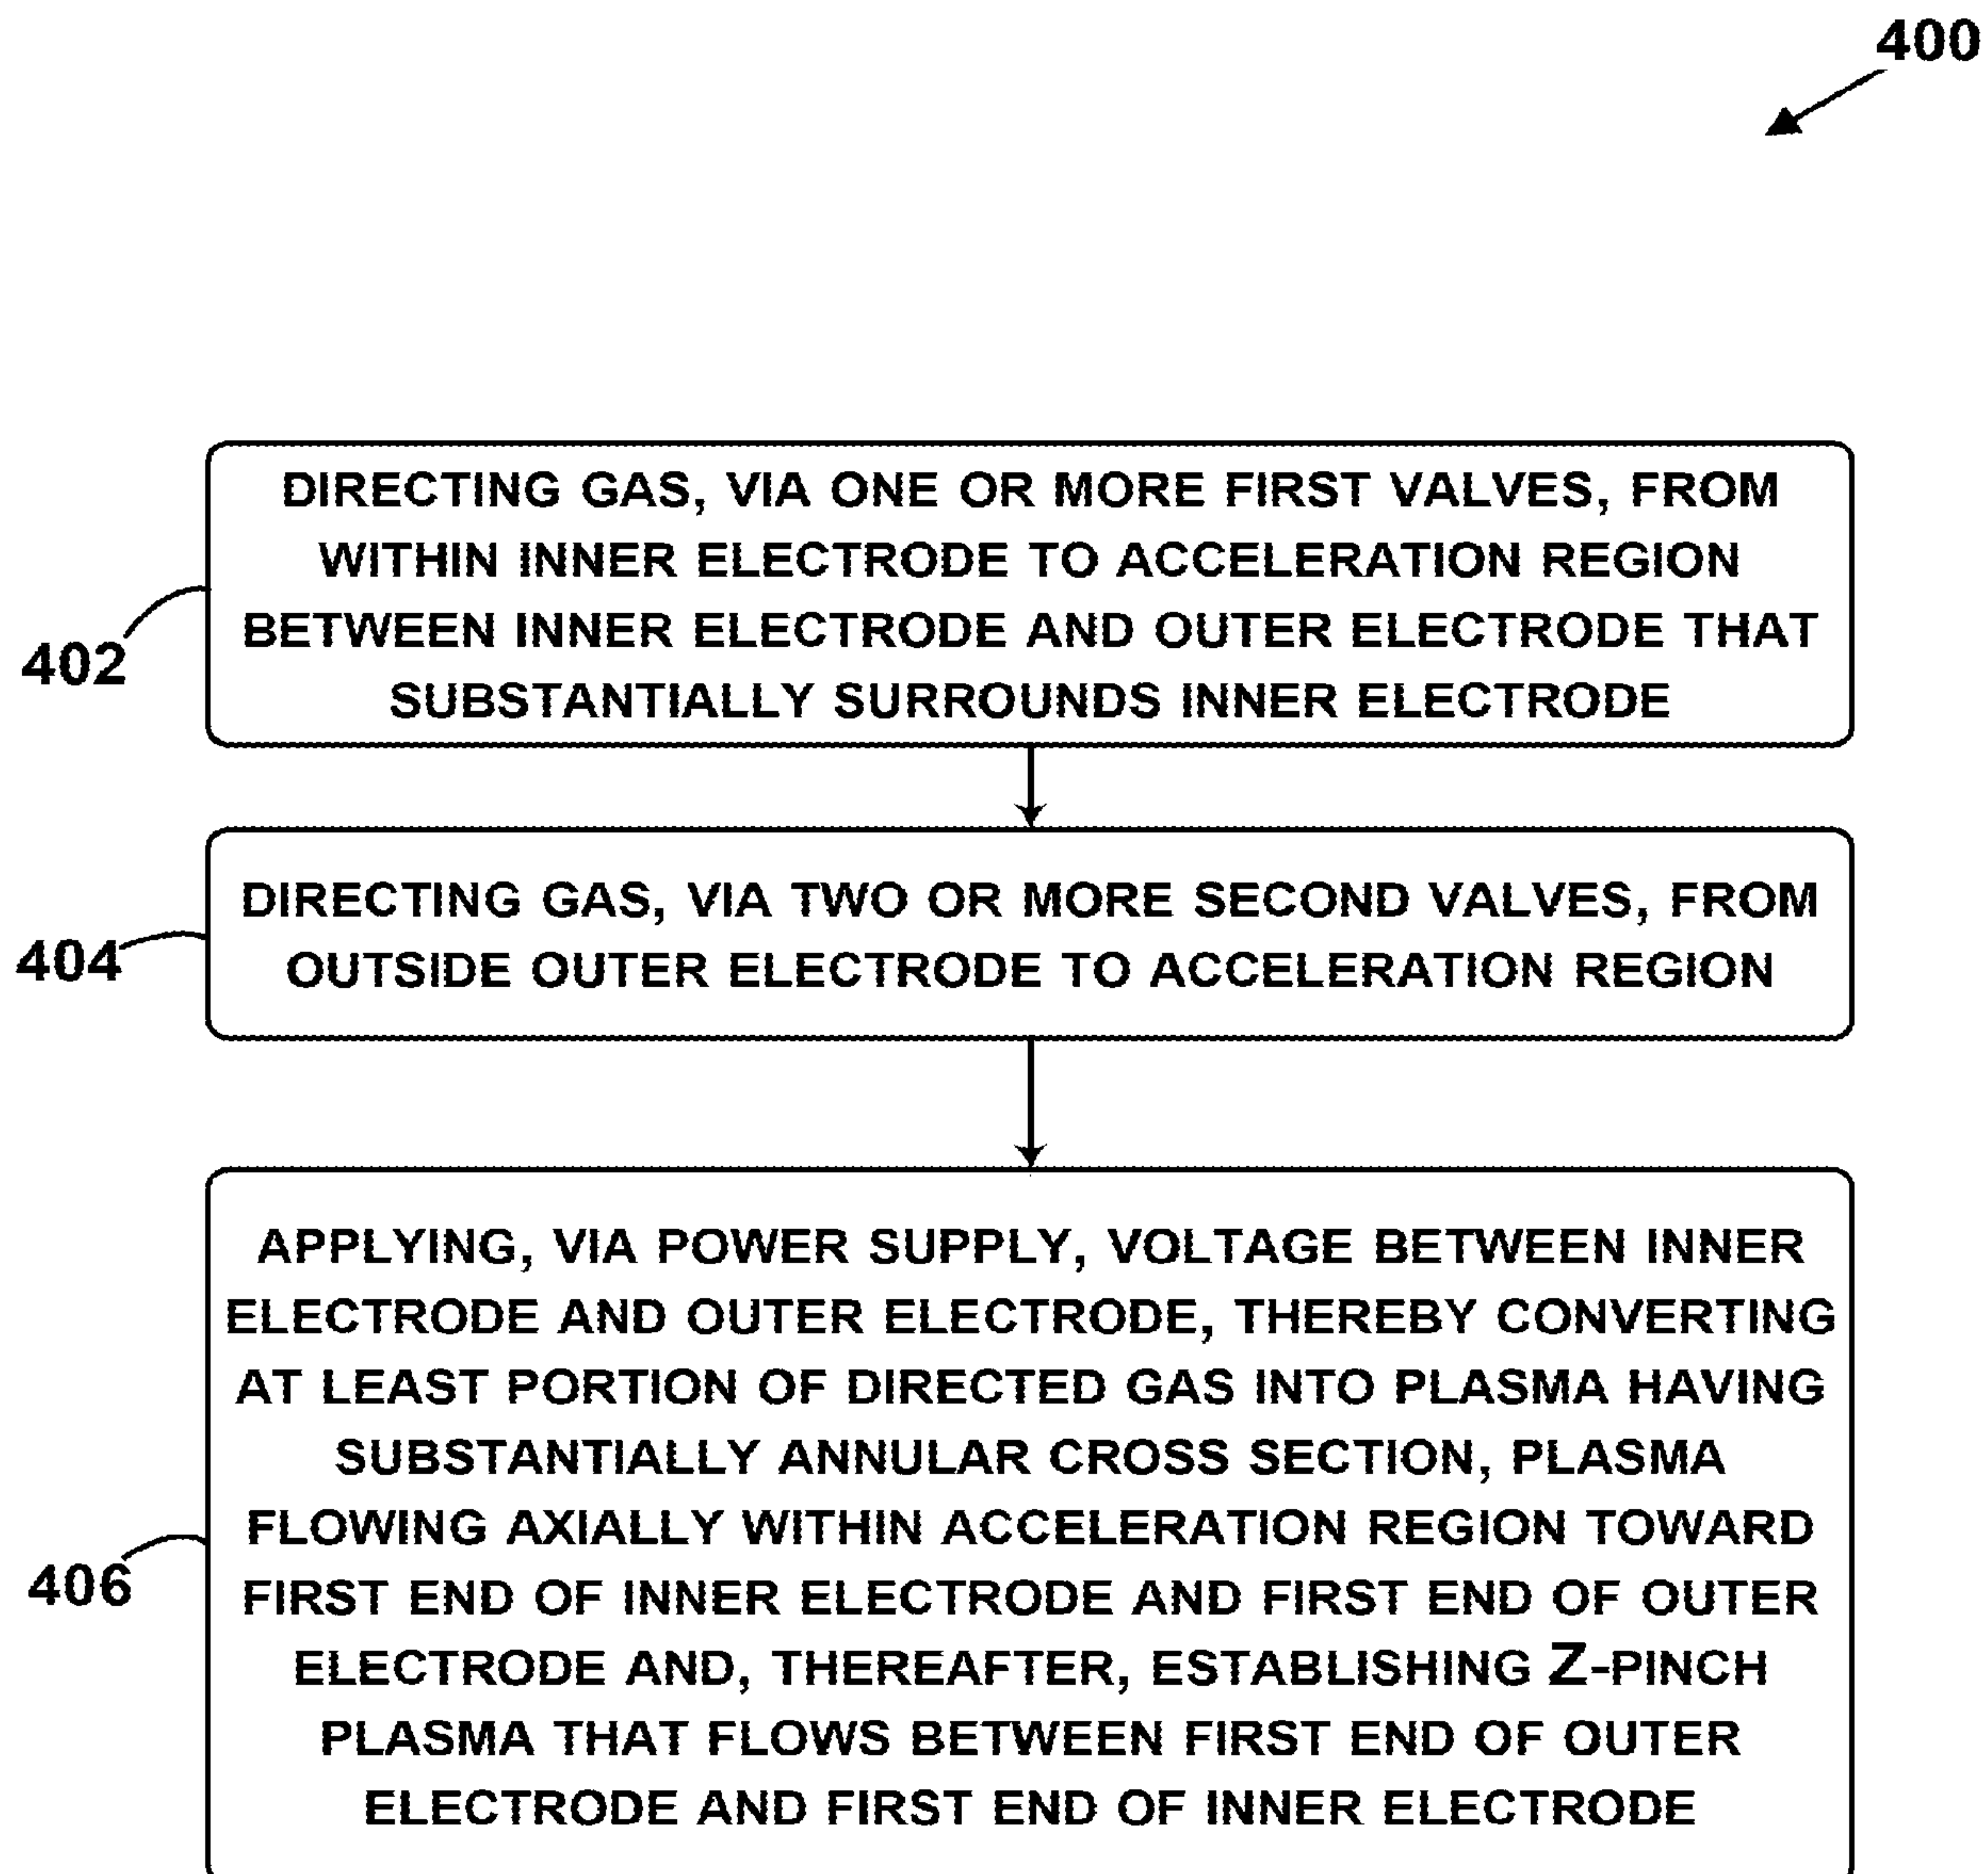 400
DIRECTING GAS, VIA ONE OR MORE FIRST VALVES, FROM
WITHIN INNER ELECTRODE TO ACCELERATION REGION
BETWEEN INNER ELECTRODE AND OUTER ELECTRODE THAT
SUBSTANTIALLY SURROUNDS INNER ELECTRODE
402
DIRECTING GAS, VIA TWO OR MORE SECOND VALVES, FROM
OUTSIDE OUTER ELECTRODE TO ACCELERATION REGION
404
APPLYING, VIA POWER SUPPLY, VOLTAGE BETWEEN INNER
ELECTRODE AND OUTER ELECTRODE, THEREBY CONVERTING
AT LEAST PORTION OF DIRECTED GAS INTO PLASMA HAVING
SUBSTANTIALLY ANNULAR CROSS SECTION, PLASMA
FLOWING AXIALLY WITHIN ACCELERATION REGION TOWARD
FIRST END OF INNER ELECTRODE AND FIRST END OF OUTER
ELECTRODE AND, THEREAFTER, ESTABLISHING Z-PINCH
PLASMA THAT FLOWS BETWEEN FIRST END OF OUTER
ELECTRODE AND FIRST END OF INNER ELECTRODE
406